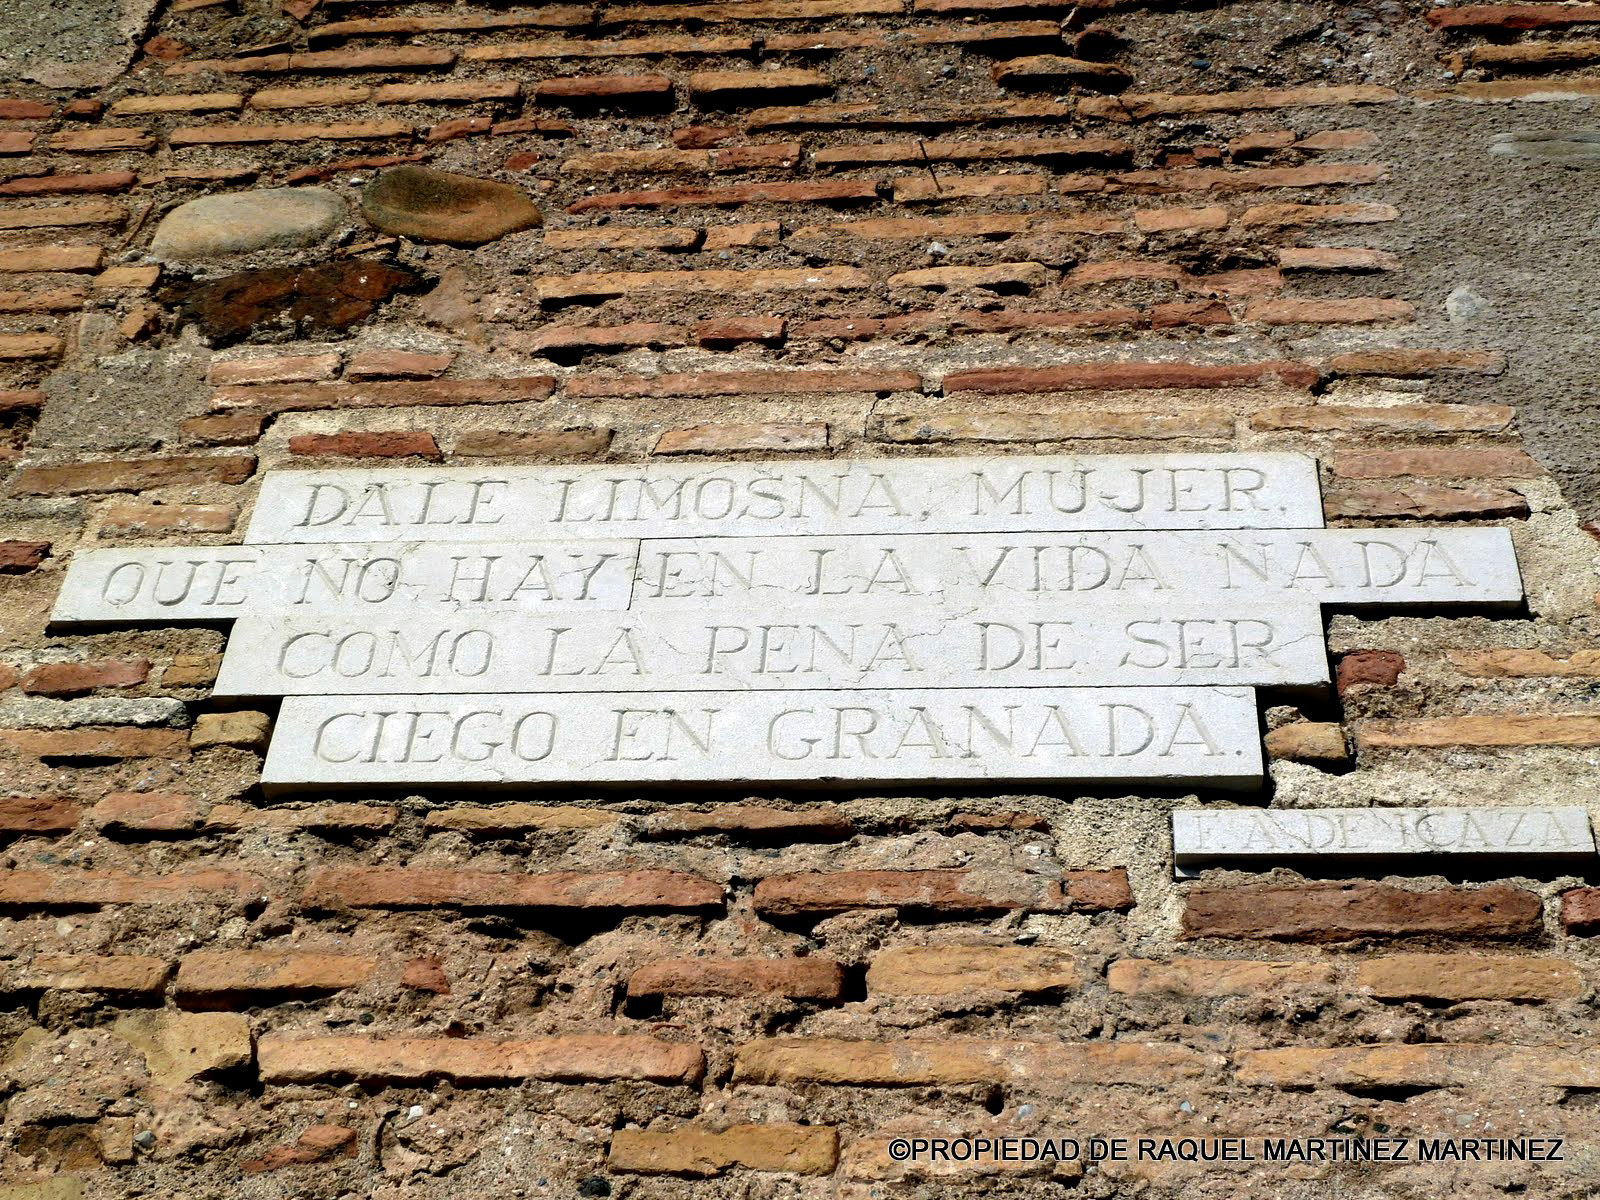 DALE LIMOSNA, MUJER,
QUE NO HAY EN LA VIDA NADA
COMO LA PENA DE SER
CIEGO EN GRANADA.
F. A. DE YCAZA
©PROPIEDAD DE RAQUEL MARTINEZ MARTINEZ